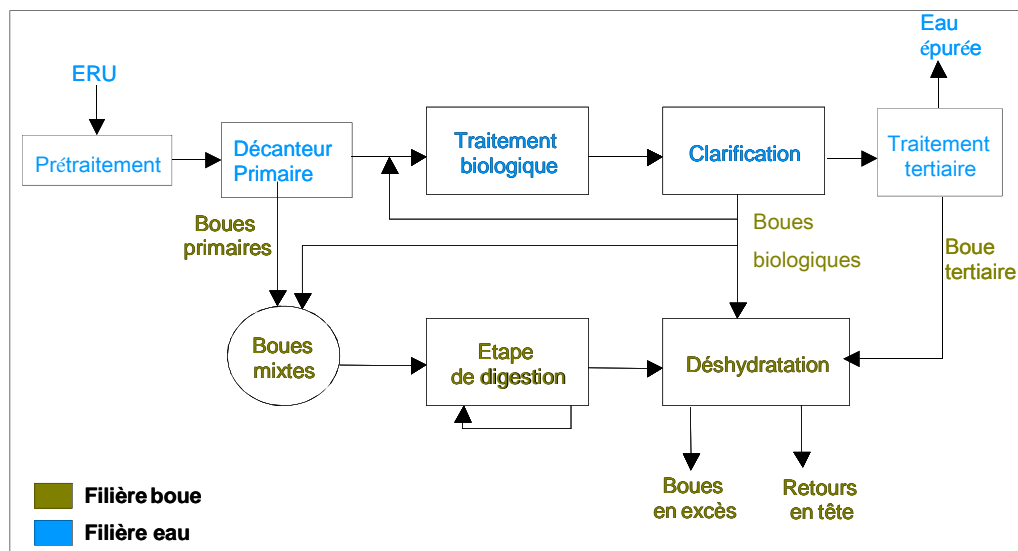 Eau
épurée
ERU
Prétraitement
Décanteur
Primaire
Traitement
biologique
Clarification
Traitement
tertiaire
Boues
primaires
Boues
biologiques
Boue
tertiaire
Boues
mixtes
Etape
de digestion
Déshydratation
Boues
en excès
Retours
en tête
Filière boue
Filière eau